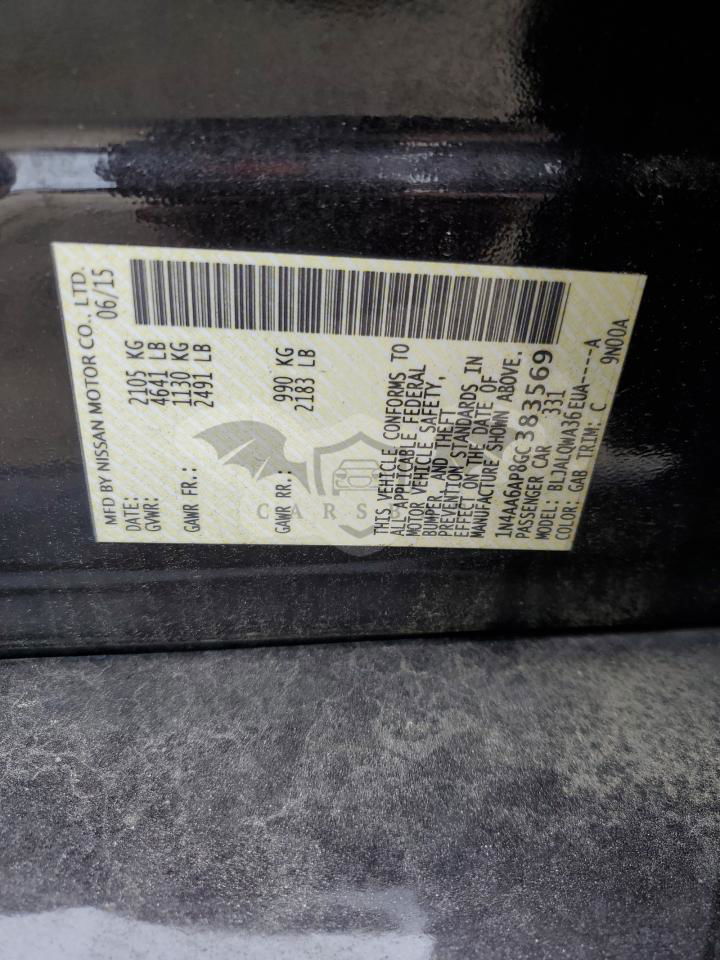 MFD BY NISSAN MOTOR CO., LTD.
DATE: 06/15
GVWR: 2105 KG
4641 LB
GAWR FR.: 1130 KG
2491 LB
GAWR RR.: 990 KG
2183 LB
THIS VEHICLE CONFORMS TO
ALL APPLICABLE FEDERAL
MOTOR VEHICLE SAFETY,
BUMPER, AND THEFT
PREVENTION STANDARDS IN
EFFECT ON THE DATE OF
MANUFACTURE SHOWN ABOVE.
1N4AA6AP8GC383569
PASSENGER CAR 331
MODEL: BLJALQWA36EUA----A
COLOR: GAB TRIM: C 9N00A